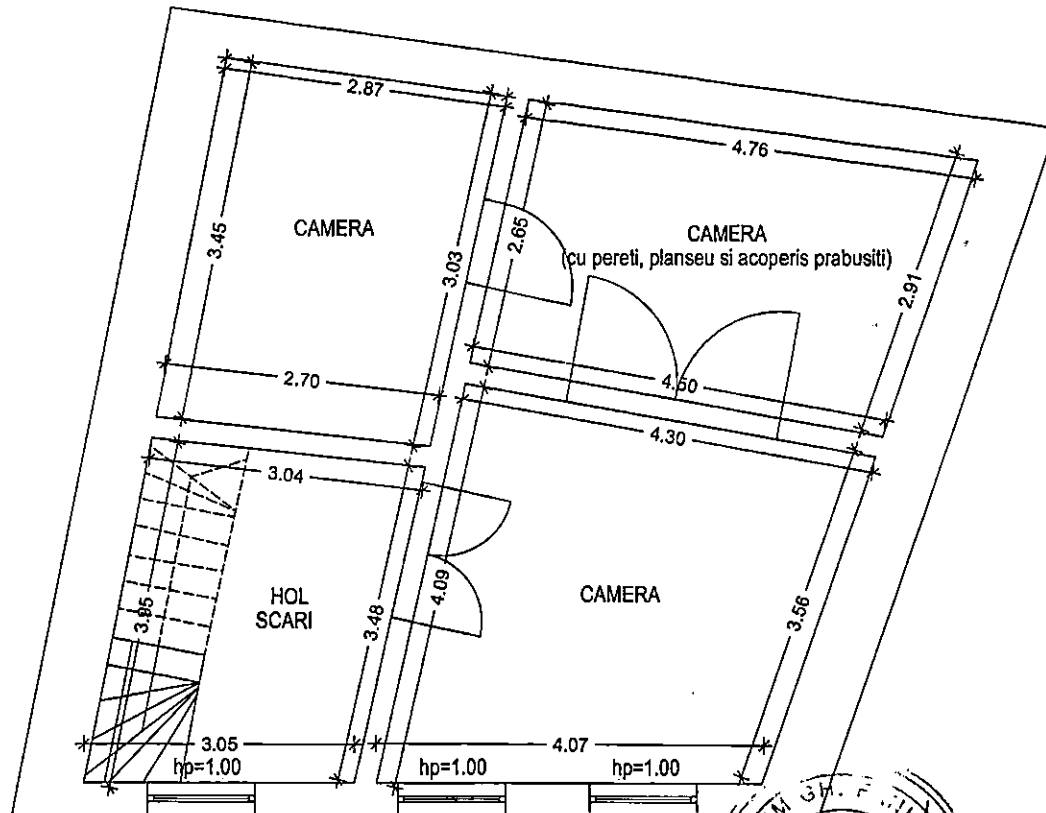 2.87
4.76
CAMERA
3.45
3.03
2.65
CAMERA
(cu pereti, planseu si acoperis prabusiti)
2.91
2.70
4.50
4.30
3.04
HOL
SCARI
3.95
3.48
4.09
CAMERA
3.56
3.05
4.07
hp=1.00
hp=1.00
hp=1.00
GH.